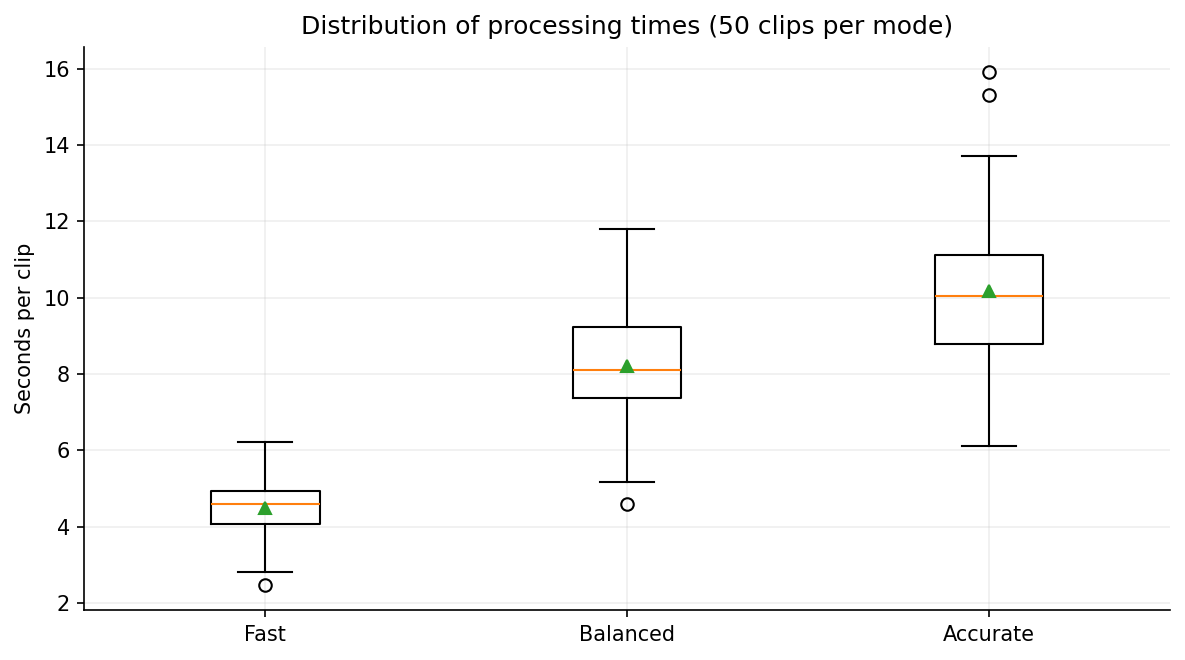 Distribution of processing times (50 clips per mode)
Seconds per clip
16
14
12
10
8
6
4
2
Fast
Balanced
Accurate